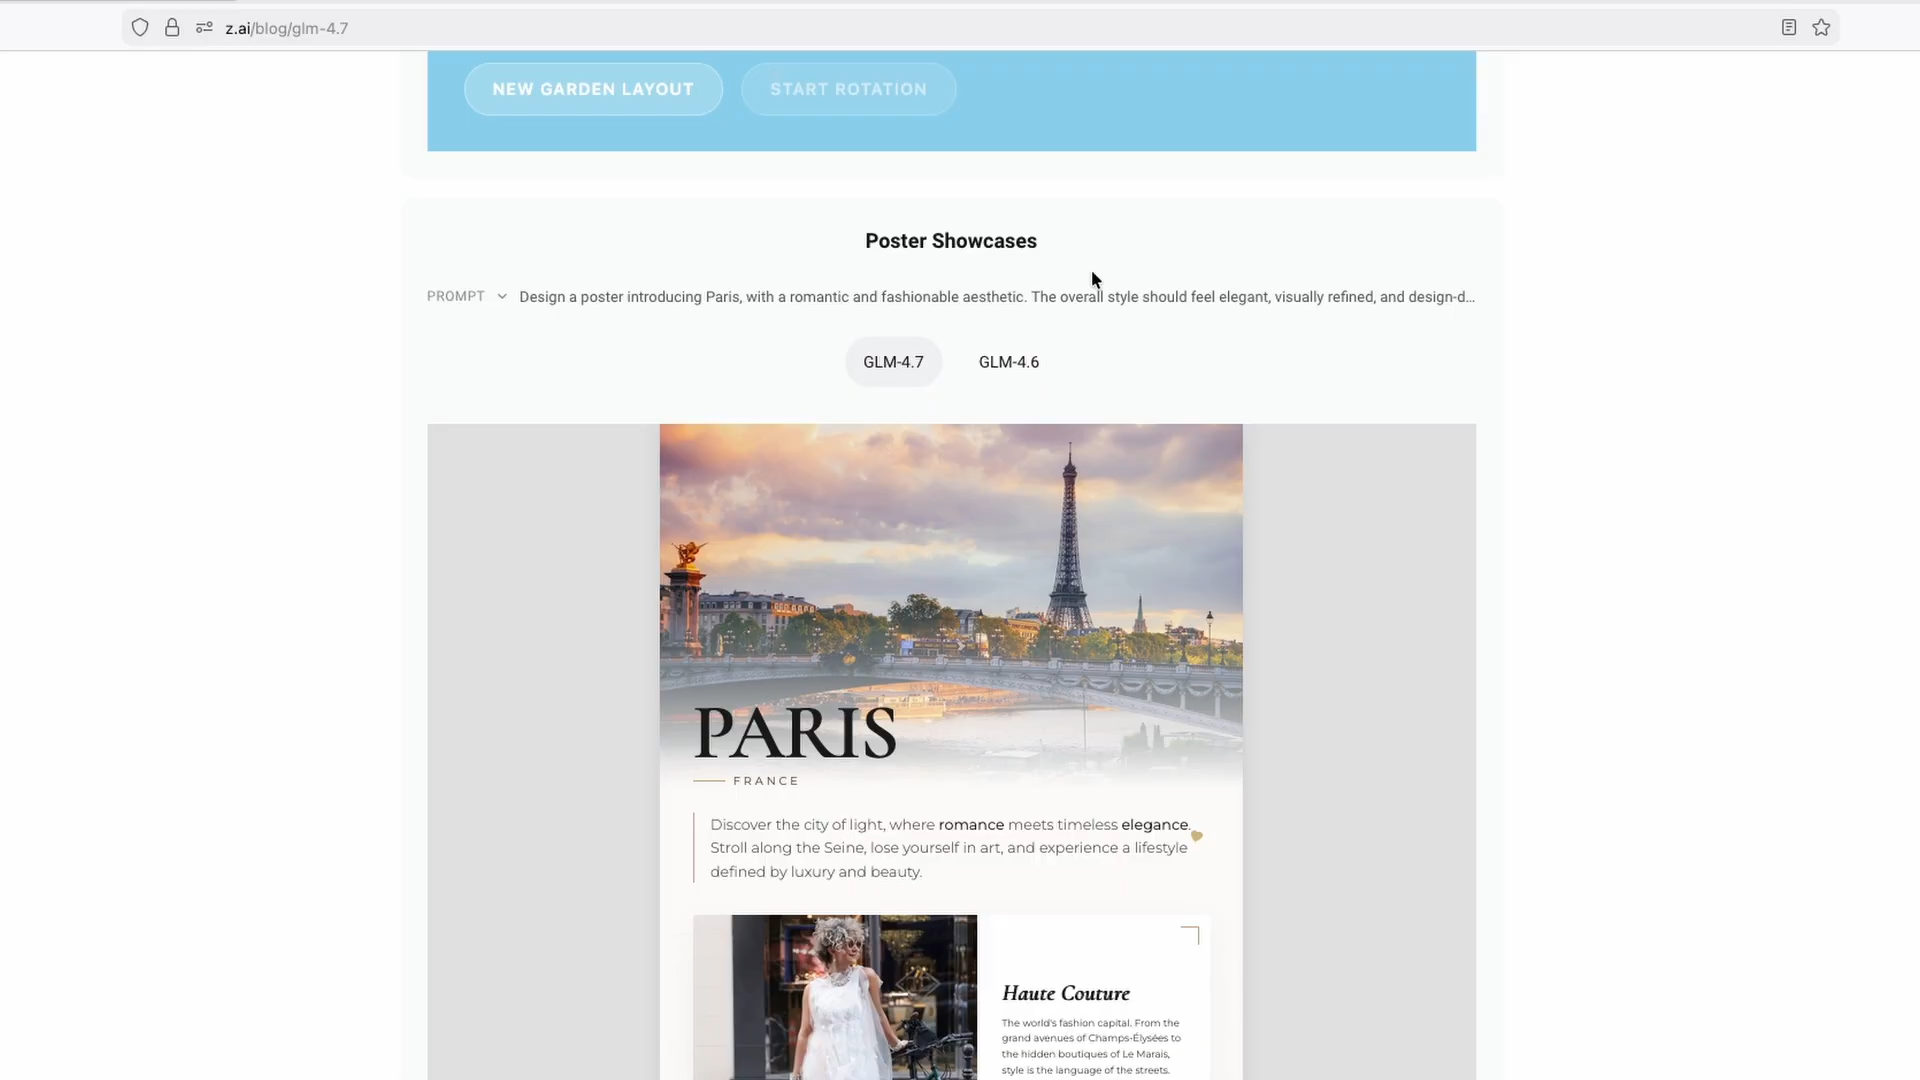 z.ai/blog/glm-4.7
NEW GARDEN LAYOUT
START ROTATION
Poster Showcases
PROMPT
Design a poster introducing Paris, with a romantic and fashionable aesthetic. The overall style should feel elegant, visually refined, and design-d...
GLM-4.7
GLM-4.6
PARIS
FRANCE
Discover the city of light, where romance meets timeless elegance.
Stroll along the Seine, lose yourself in art, and experience a lifestyle
defined by luxury and beauty.
Haute Couture
The world's fashion capital. From the
grand avenues of Champs-Élysées to
the hidden boutiques of Le Marais,
style is the language of the streets.